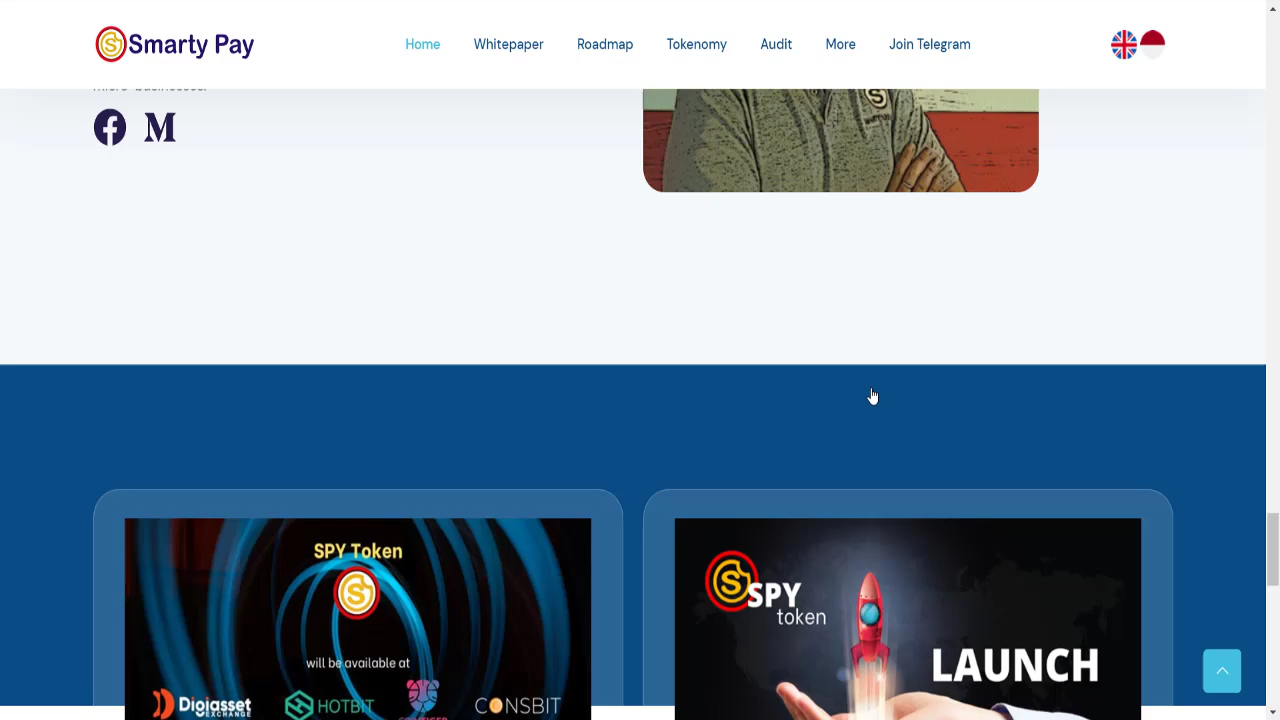 Smarty Pay
Home
Whitepaper
Roadmap
Tokenomy
Audit
More
Join Telegram
SPY Token
will be available at
Digiasset
EXCHANGE
HOTBIT
CONSBIT
SPY
token
LAUNCH